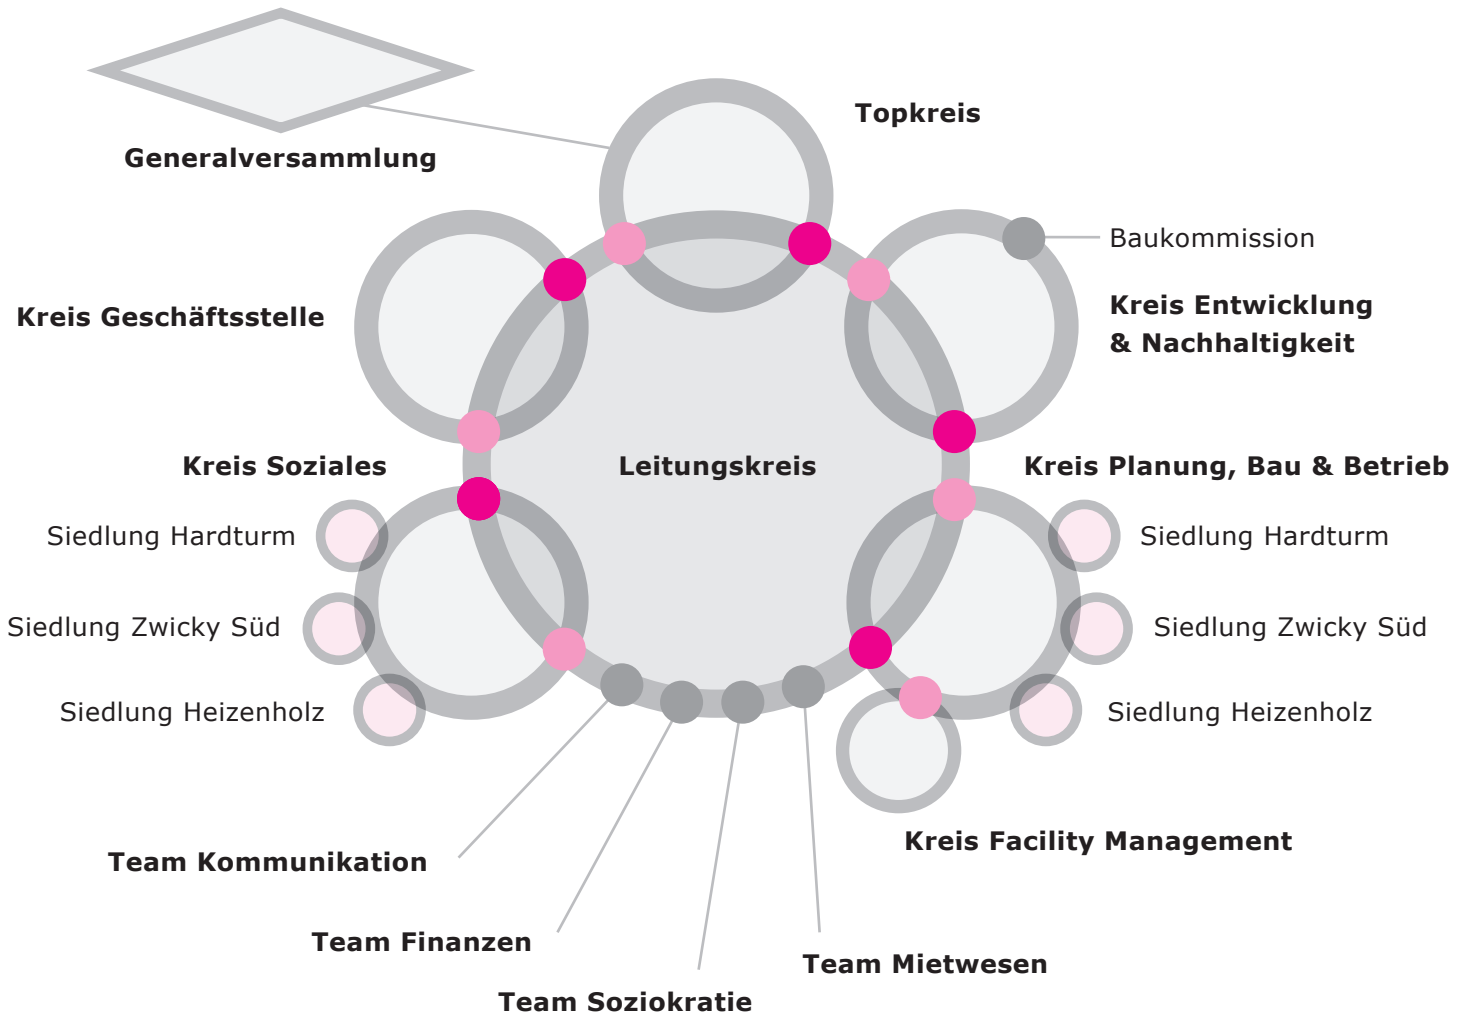 Topkreis
Generalversammlung
Baukommission
Kreis Entwicklung
& Nachhaltigkeit
Kreis Geschäftsstelle
Kreis Soziales
Leitungskreis
Kreis Planung, Bau & Betrieb
Siedlung Hardturm
Siedlung Hardturm
Siedlung Zwicky Süd
Siedlung Zwicky Süd
Siedlung Heizenholz
Siedlung Heizenholz
Kreis Facility Management
Team Kommunikation
Team Finanzen
Team Mietwesen
Team Soziokratie